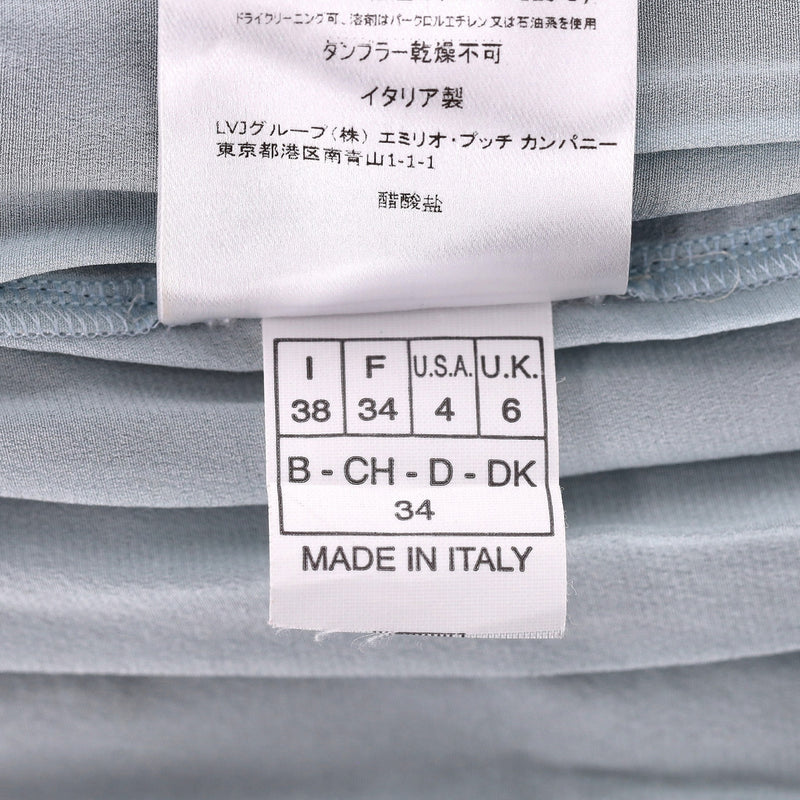 ドライクリーニング可、溶剤はパークロルエチレン又は石油系を使用
タンブラー乾燥不可
イタリア製
LVJグループ(株) エミリオ・プッチ カンパニー
東京都港区南青山1-1-1
醋酸盐
I F U.S.A. U.K.
38 34 4 6
B - CH - D - DK
34
MADE IN ITALY